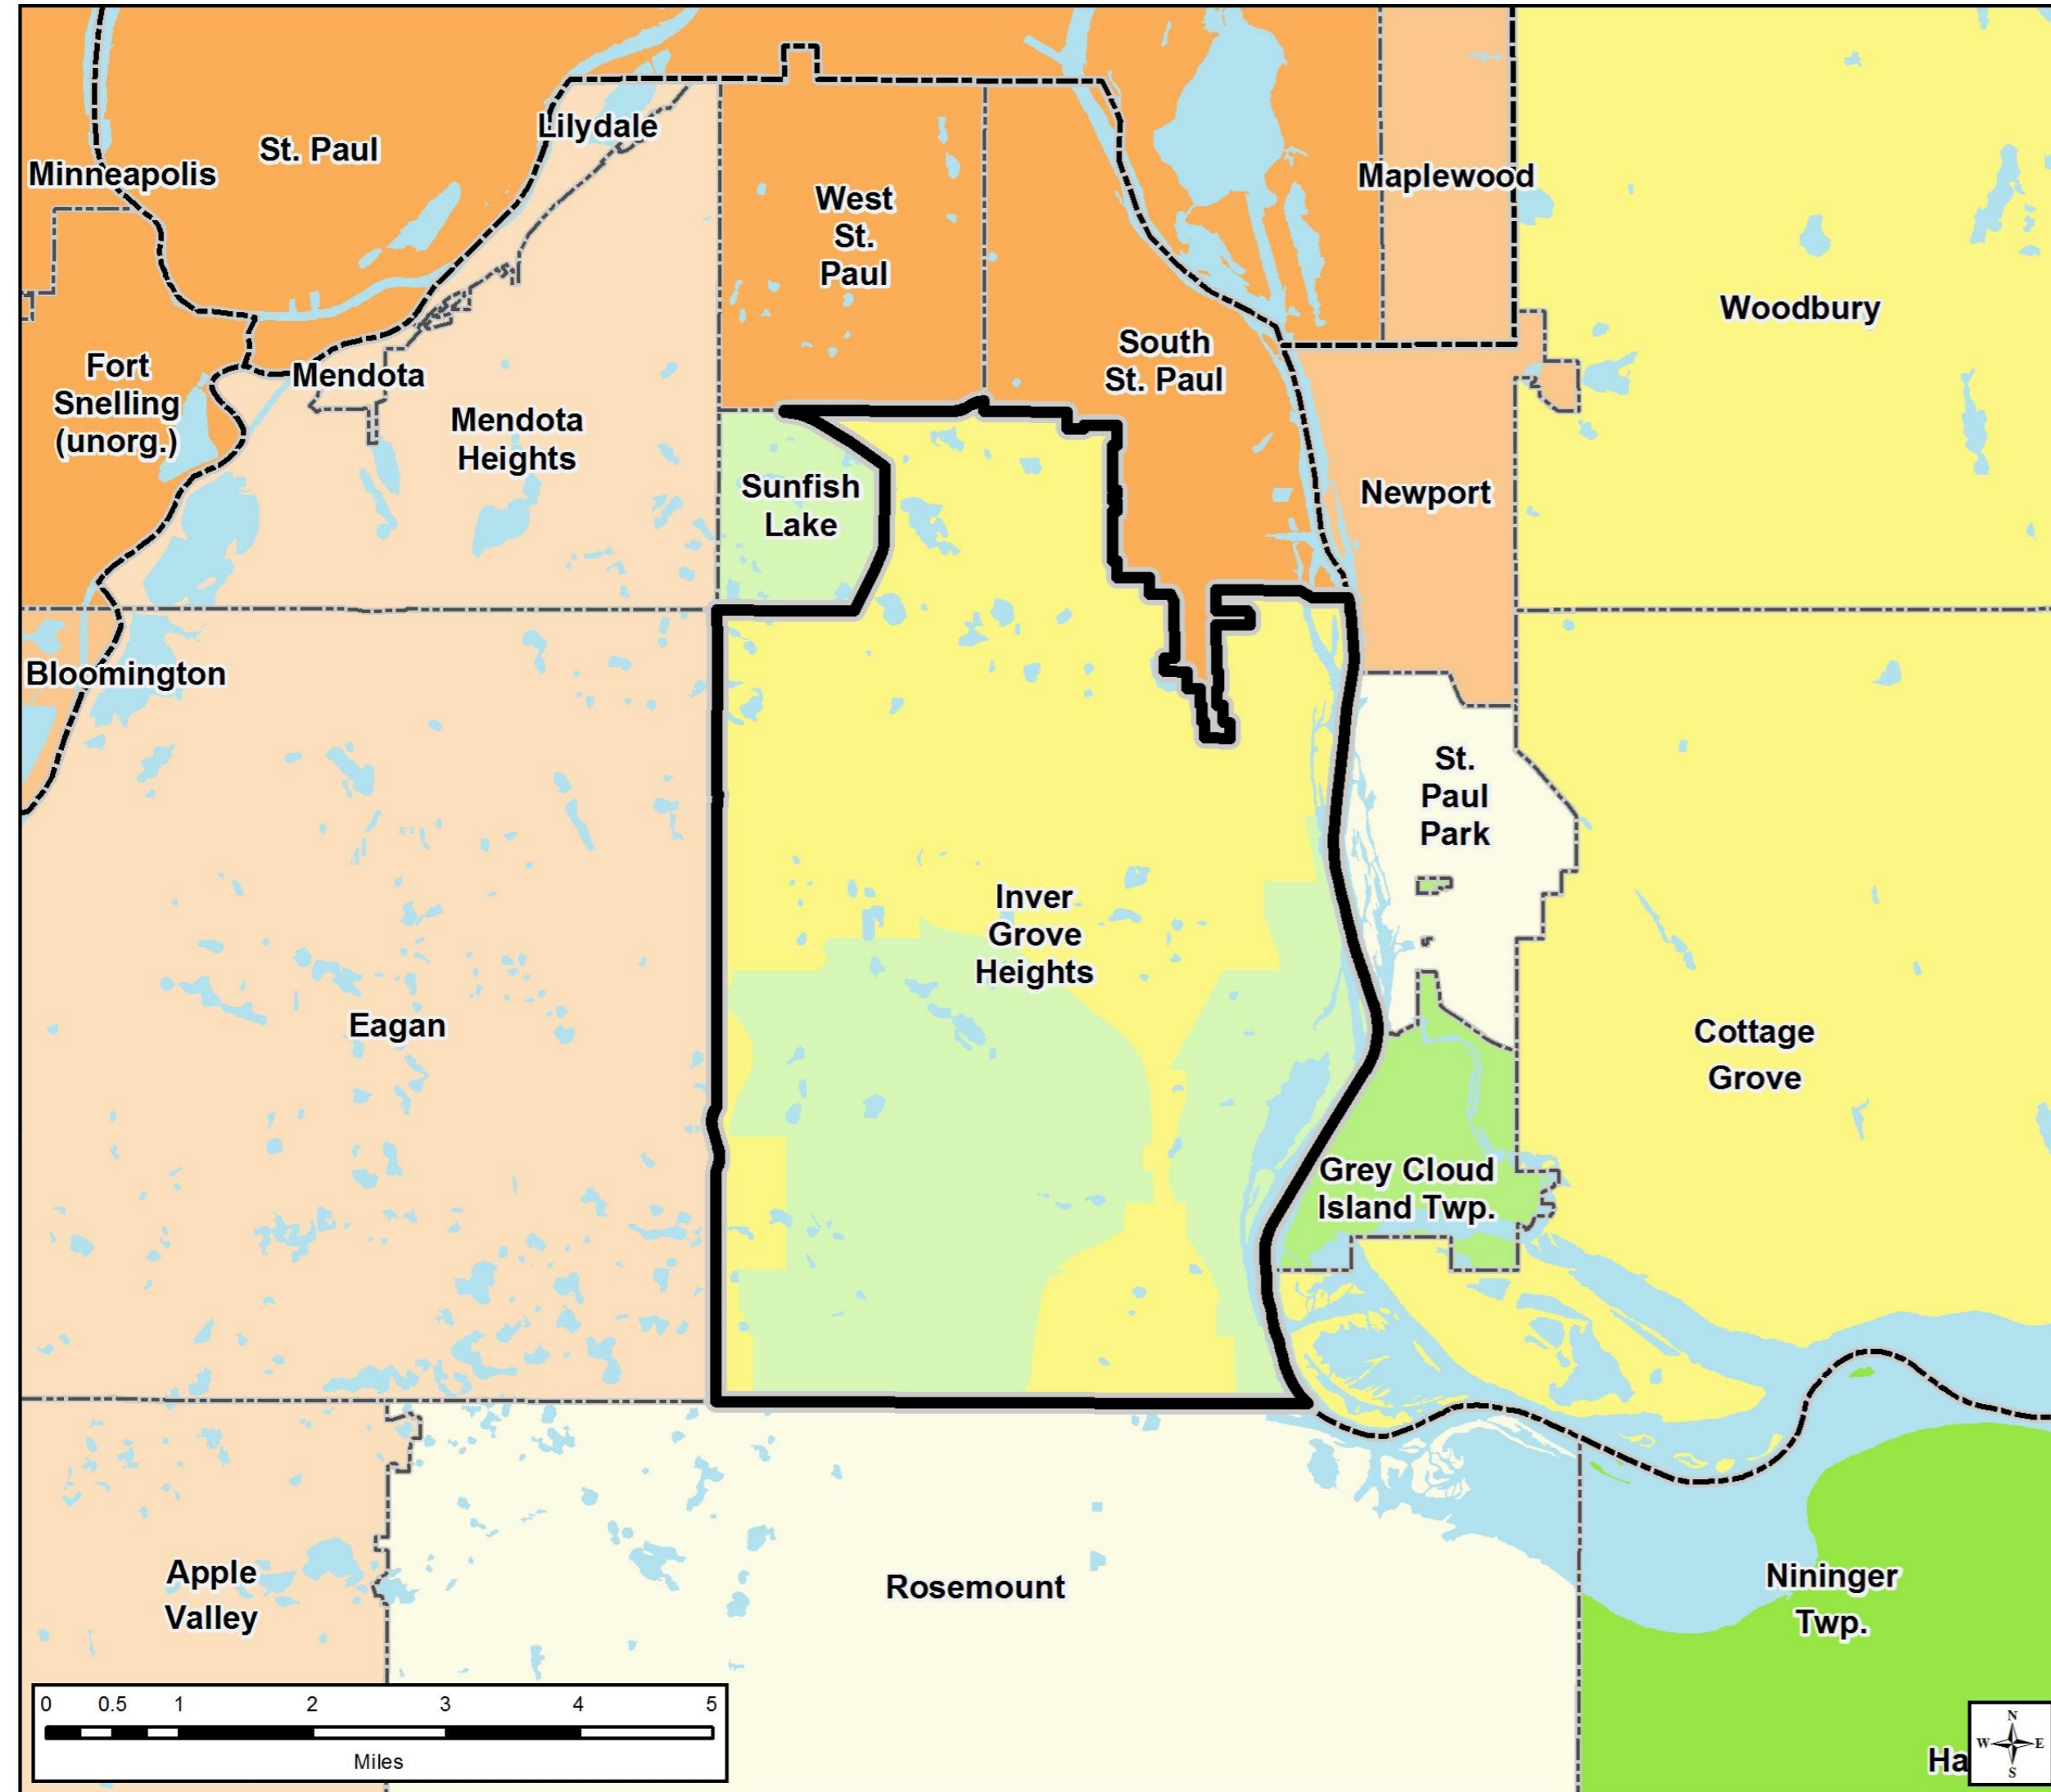 Lilydale
St. Paul
Minneapolis
Maplewood
West
St.
Paul
Woodbury
South
St. Paul
Fort
Snelling
(unorg.)
Mendota
Mendota
Heights
Sunfish
Lake
Newport
Bloomington
St.
Paul
Park
Inver
Grove
Heights
Eagan
Cottage
Grove
Grey Cloud
Island Twp.
Apple
Valley
Rosemount
Nininger
Twp.
0 0.5 1 2 3 4 5
Miles
Ha
N
W E
S